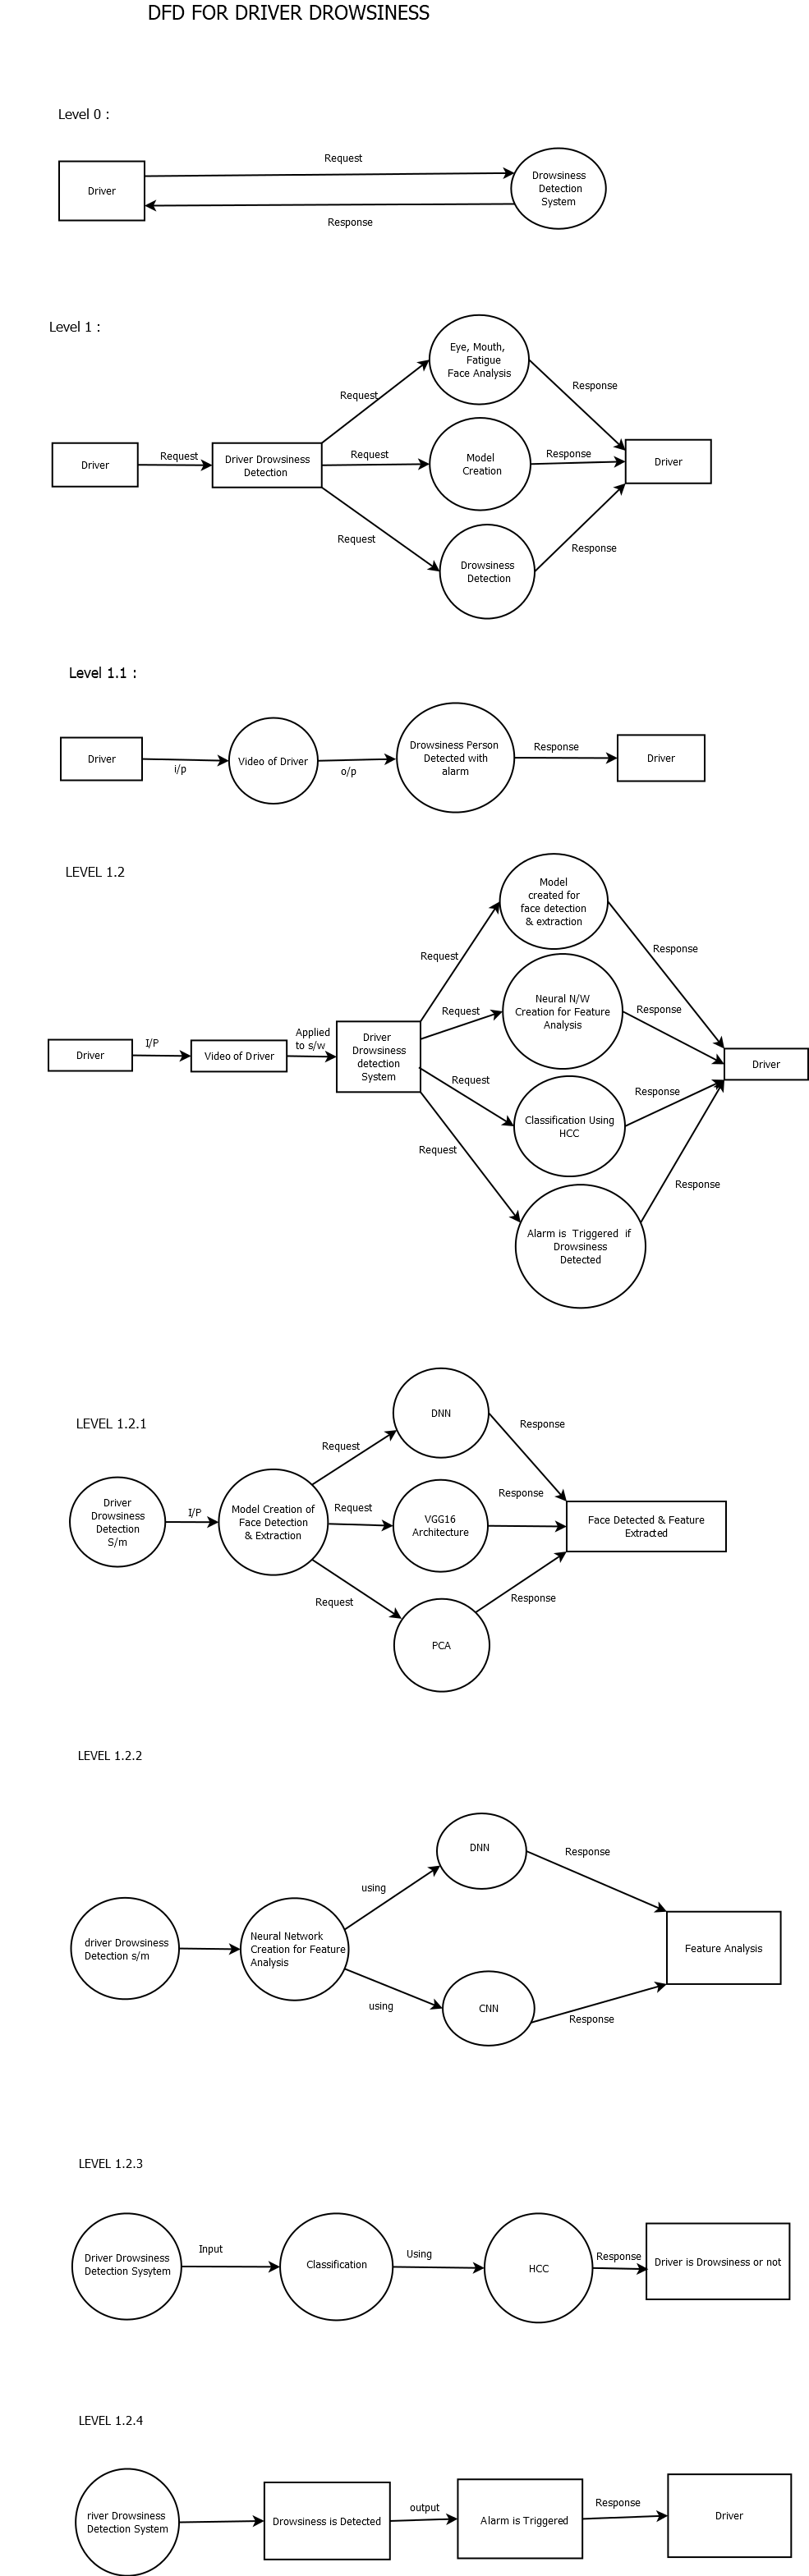 DFD FOR DRIVER DROWSINESS
Level 0 :
Request
Driver
Drowsiness
Detection
System
Response
Level 1 :
Eye, Mouth,
Fatigue
Face Analysis
Request
Response
Driver
Request
Driver Drowsiness
Detection
Request
Model
Creation
Response
Driver
Request
Drowsiness
Detection
Response
Level 1.1 :
Driver
i/p
Video of Driver
o/p
Drowsiness Person
Detected with
alarm
Response
Driver
LEVEL 1.2
Model
created for
face detection
& extraction
Request
Response
Neural N/W
Creation for Feature
Analysis
Request
Response
Driver
I/P
Video of Driver
Applied
to s/w
Driver
Drowsiness
detection
System
Driver
Request
Classification Using
HCC
Response
Request
Alarm is Triggered if
Drowsiness
Detected
Response
LEVEL 1.2.1
DNN
Request
Response
Driver
Drowsiness
Detection
S/m
I/P
Model Creation of
Face Detection
& Extraction
Request
VGG16
Architecture
Response
Face Detected & Feature
Extracted
Request
PCA
Response
LEVEL 1.2.2
DNN
using
Response
driver Drowsiness
Detection s/m
Neural Network
Creation for Feature
Analysis
Feature Analysis
using
CNN
Response
LEVEL 1.2.3
Driver Drowsiness
Detection Sysytem
Input
Classification
Using
HCC
Response
Driver is Drowsiness or not
LEVEL 1.2.4
river Drowsiness
Detection System
Drowsiness is Detected
output
Alarm is Triggered
Response
Driver